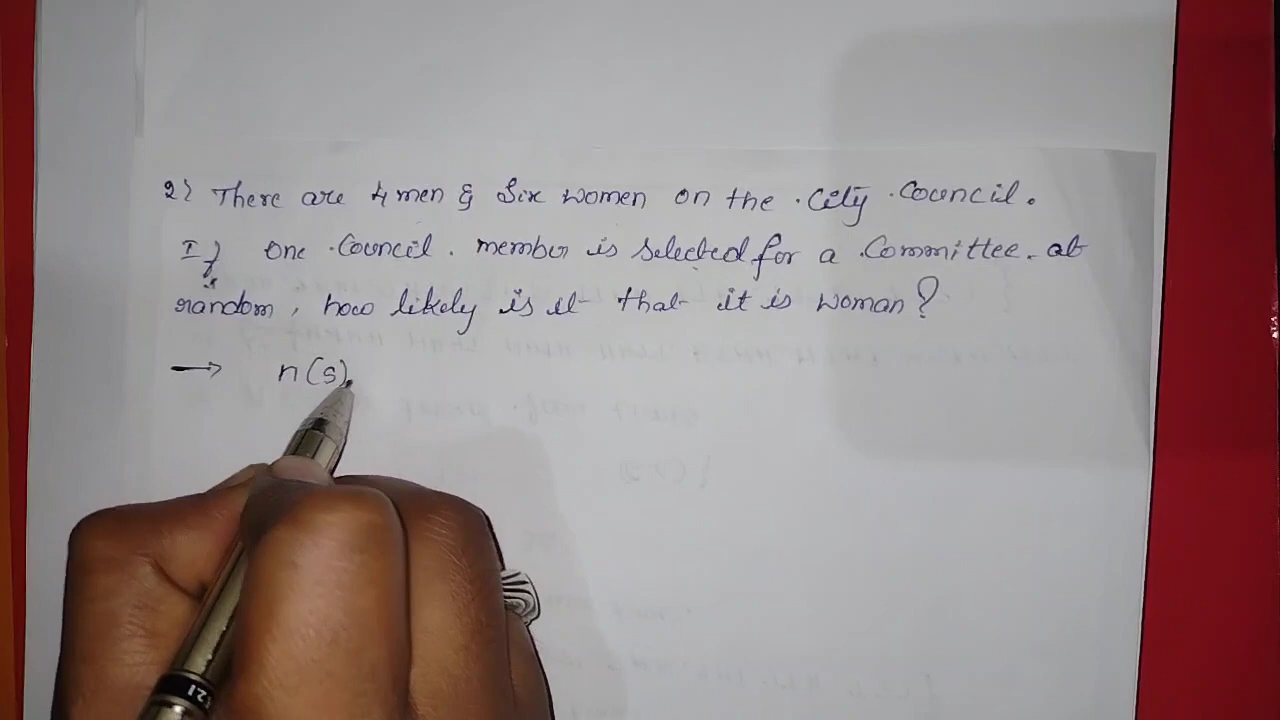 2) There are 4 men & Six women on the City Council.
If one Council member is selected for a Committee at
random, how likely is it that it is woman?
→ n(s)